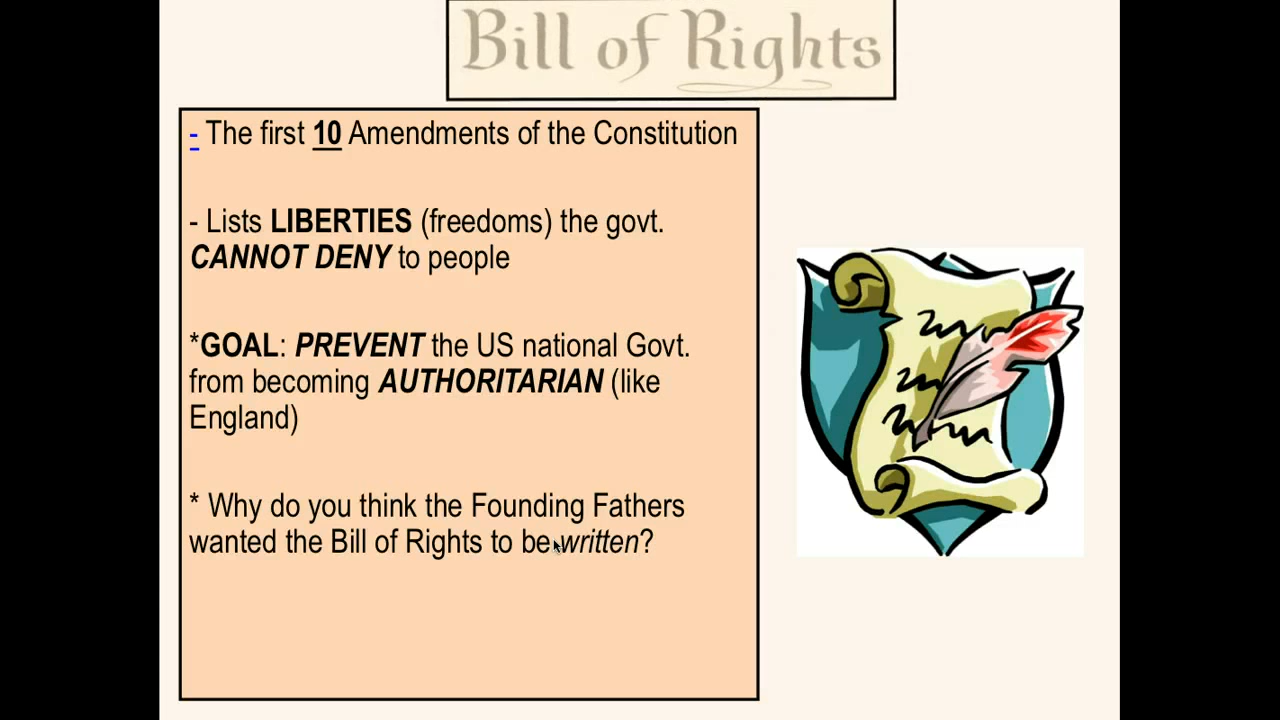 Bill of Rights
- The first 10 Amendments of the Constitution
- Lists LIBERTIES (freedoms) the govt.
CANNOT DENY to people
*GOAL: PREVENT the US national Govt.
from becoming AUTHORITARIAN (like
England)
* Why do you think the Founding Fathers
wanted the Bill of Rights to be written?